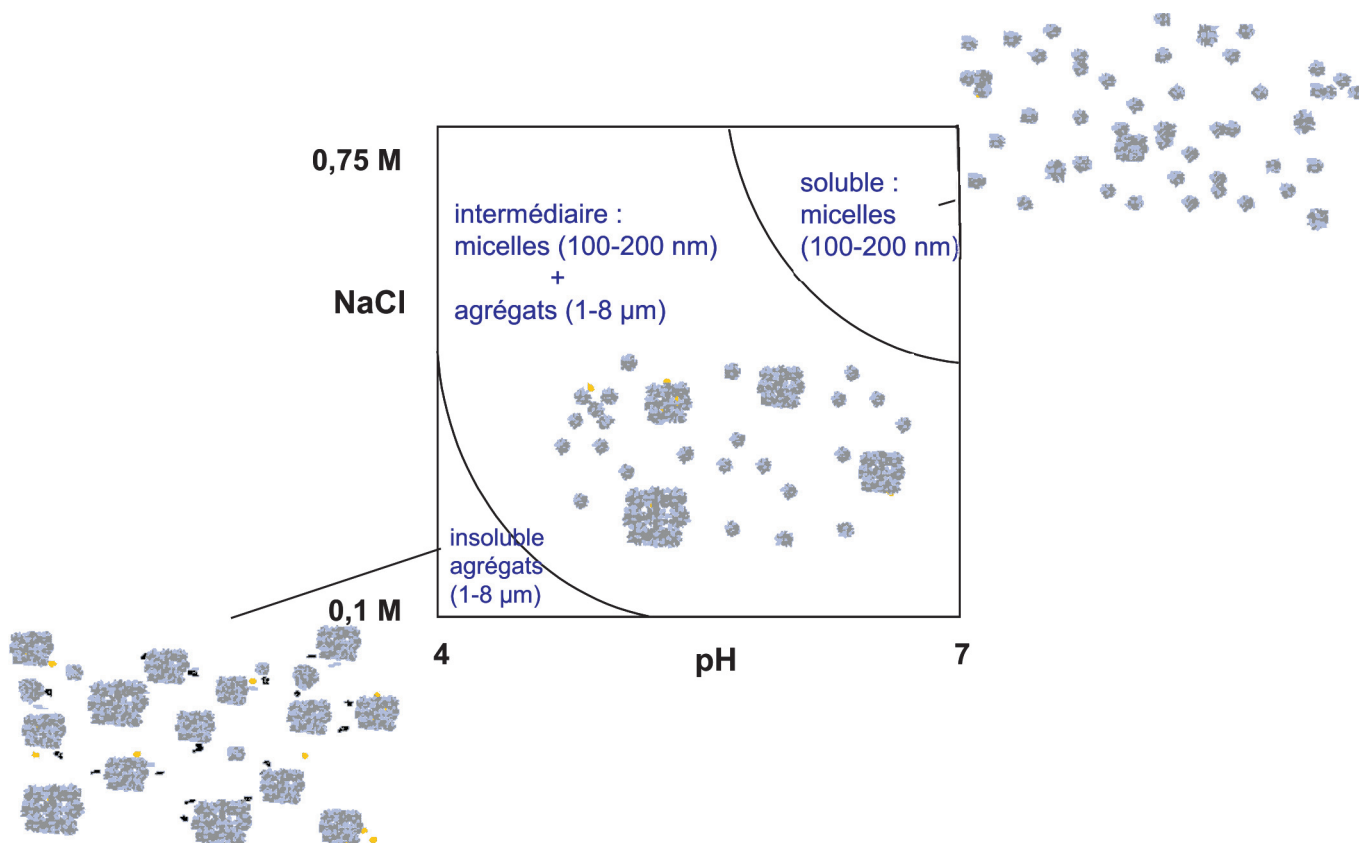 0,75 M
soluble :
micelles
(100-200 nm)
intermédiaire :
micelles (100-200 nm)
+
agrégats (1-8 µm)
NaCl
insoluble
agrégats
(1-8 µm)
0,1 M
4
pH
7